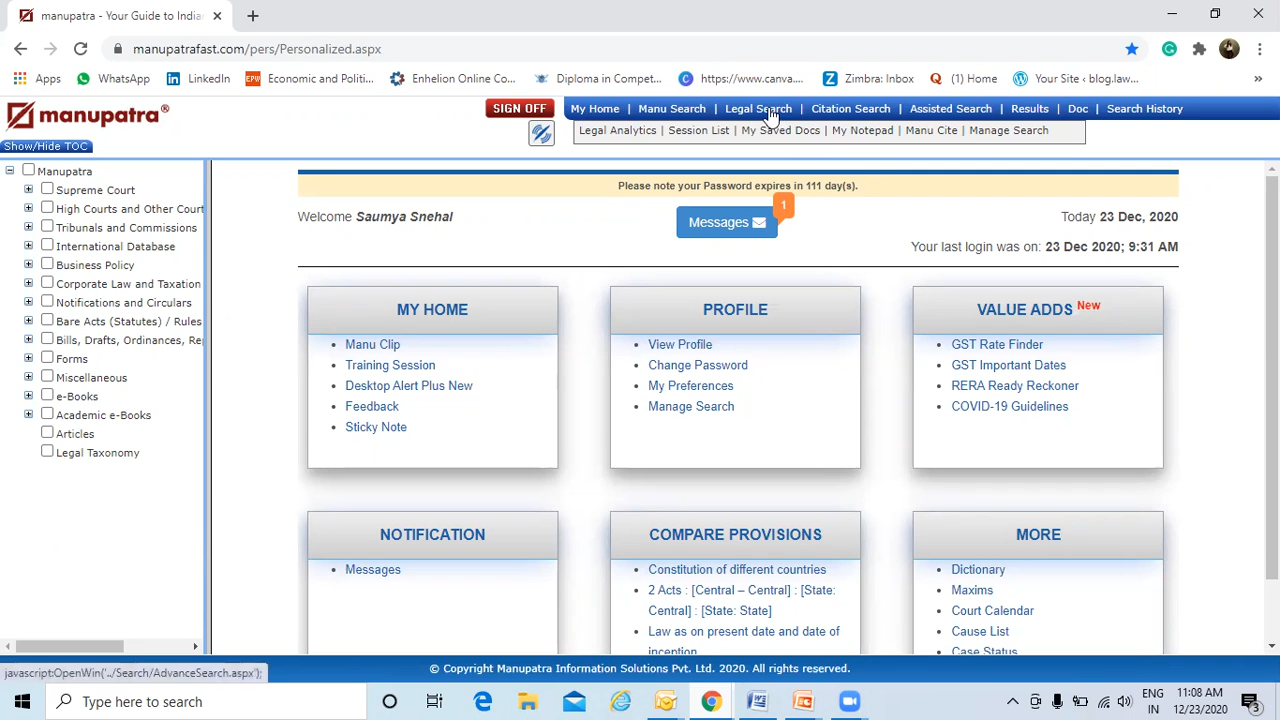 manupatra - Your Guide to India
manupatrafast.com/pers/Personalized.aspx
Apps WhatsApp LinkedIn Economic and Politi... Enhelion Online Co... Diploma in Compet... https://www.canva.... Zimbra: Inbox (1) Home Your Site ‹ blog.law... »
manupatra®
SIGN OFF
My Home | Manu Search | Legal Search | Citation Search | Assisted Search | Results | Doc | Search History
Legal Analytics | Session List | My Saved Docs | My Notepad | Manu Cite | Manage Search
Show/Hide TOC
Manupatra
Supreme Court
High Courts and Other Court
Tribunals and Commissions
International Database
Business Policy
Corporate Law and Taxation
Notifications and Circulars
Bare Acts (Statutes) / Rules
Bills, Drafts, Ordinances, Rep
Forms
Miscellaneous
e-Books
Academic e-Books
Articles
Legal Taxonomy
Please note your Password expires in 111 day(s).
Welcome Saumya Snehal
Messages
1
Today 23 Dec, 2020
Your last login was on: 23 Dec 2020; 9:31 AM
MY HOME
Manu Clip
Training Session
Desktop Alert Plus New
Feedback
Sticky Note
PROFILE
View Profile
Change Password
My Preferences
Manage Search
VALUE ADDS New
GST Rate Finder
GST Important Dates
RERA Ready Reckoner
COVID-19 Guidelines
NOTIFICATION
Messages
COMPARE PROVISIONS
Constitution of different countries
2 Acts : [Central – Central] : [State:
Central] : [State: State]
Law as on present date and date of
inception
MORE
Dictionary
Maxims
Court Calendar
Cause List
Case Status
javascript:OpenWin('../Search/AdvanceSearch.aspx');
© Copyright Manupatra Information Solutions Pvt. Ltd. 2020. All rights reserved.
Type here to search
ENG
IN
11:08 AM
12/23/2020
3